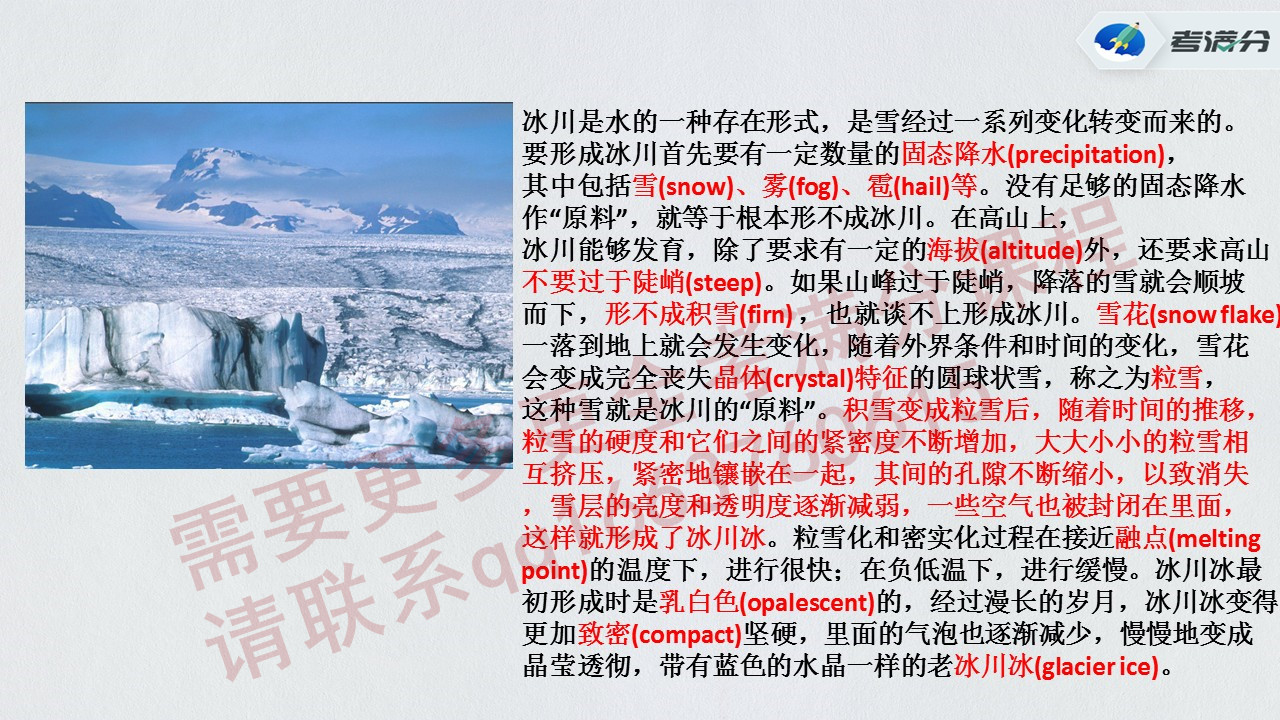 考满分
冰川是水的一种存在形式，是雪经过一系列变化转变而来的。
要形成冰川首先要有一定数量的固态降水(precipitation)，
其中包括雪(snow)、雾(fog)、雹(hail)等。没有足够的固态降水
作“原料”，就等于根本形不成冰川。在高山上，
冰川能够发育，除了要求有一定的海拔(altitude)外，还要求高山
不要过于陡峭(steep)。如果山峰过于陡峭，降落的雪就会顺坡
而下，形不成积雪(firn)，也就谈不上形成冰川。雪花(snow flake)
一落到地上就会发生变化，随着外界条件和时间的变化，雪花
会变成完全丧失晶体(crystal)特征的圆球状雪，称之为粒雪，
这种雪就是冰川的“原料”。积雪变成粒雪后，随着时间的推移，
粒雪的硬度和它们之间的紧密度不断增加，大大小小的粒雪相
互挤压，紧密地镶嵌在一起，其间的孔隙不断缩小，以致消失
，雪层的亮度和透明度逐渐减弱，一些空气也被封闭在里面，
这样就形成了冰川冰。粒雪化和密实化过程在接近融点(melting
point)的温度下，进行很快；在负低温下，进行缓慢。冰川冰最
初形成时是乳白色(opalescent)的，经过漫长的岁月，冰川冰变得
更加致密(compact)坚硬，里面的气泡也逐渐减少，慢慢地变成
晶莹透彻，带有蓝色的水晶一样的老冰川冰(glacier ice)。